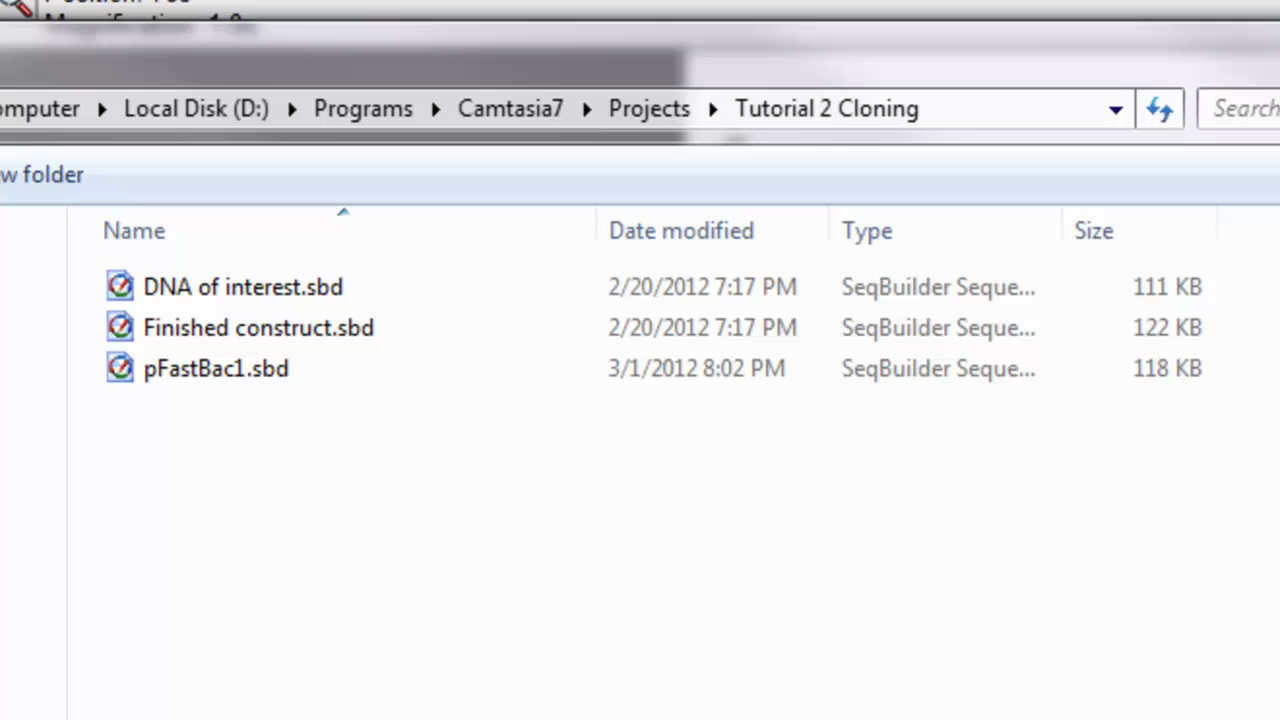 omputer Local Disk (D:) Programs Camtasia7 Projects Tutorial 2 Cloning Search
w folder
Name Date modified Type Size
DNA of interest.sbd 2/20/2012 7:17 PM SeqBuilder Seque... 111 KB
Finished construct.sbd 2/20/2012 7:17 PM SeqBuilder Seque... 122 KB
pFastBac1.sbd 3/1/2012 8:02 PM SeqBuilder Seque... 118 KB